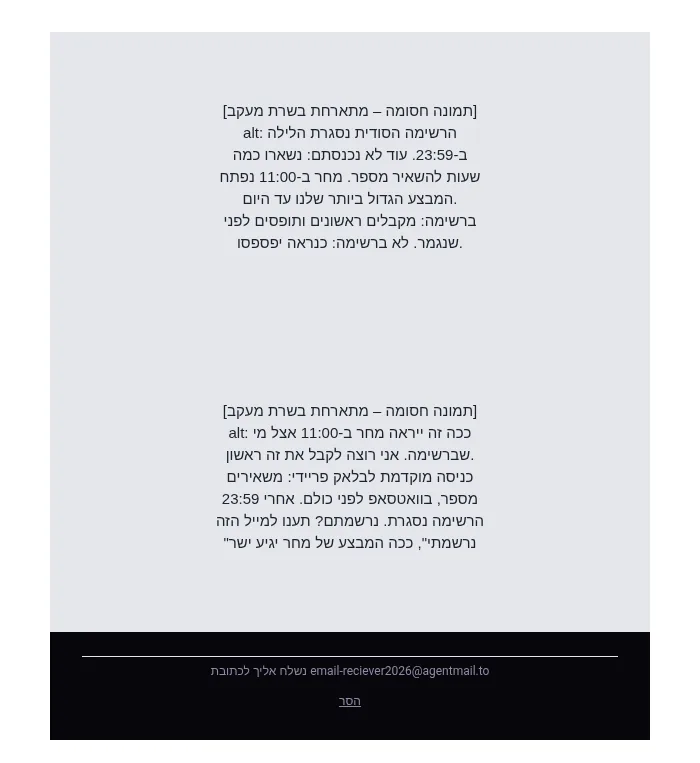 [תמונה חסומה – מתארחת בשרת מעקב]
alt: הרשימה הסודית נסגרת הלילה
ב-23:59. עוד לא נכנסתם: נשארו כמה
שעות להשאיר מספר. מחר ב-11:00 נפתח
המבצע הגדול ביותר שלנו עד היום.
ברשימה: מקבלים ראשונים ותופסים לפני
שנגמר. לא ברשימה: כנראה יפספסו.
[תמונה חסומה – מתארחת בשרת מעקב]
alt: ככה זה ייראה מחר ב-11:00 אצל מי
שברשימה. אני רוצה לקבל את זה ראשון.
כניסה מוקדמת לבלאק פריידי: משאירים
מספר, בוואטסאפ לפני כולם. אחרי 23:59
הרשימה נסגרת. נרשמתם? תענו למייל הזה
"נרשמתי", ככה המבצע של מחר יגיע ישר
נשלח אליך לכתובת email-reciever2026@agentmail.to
הסר